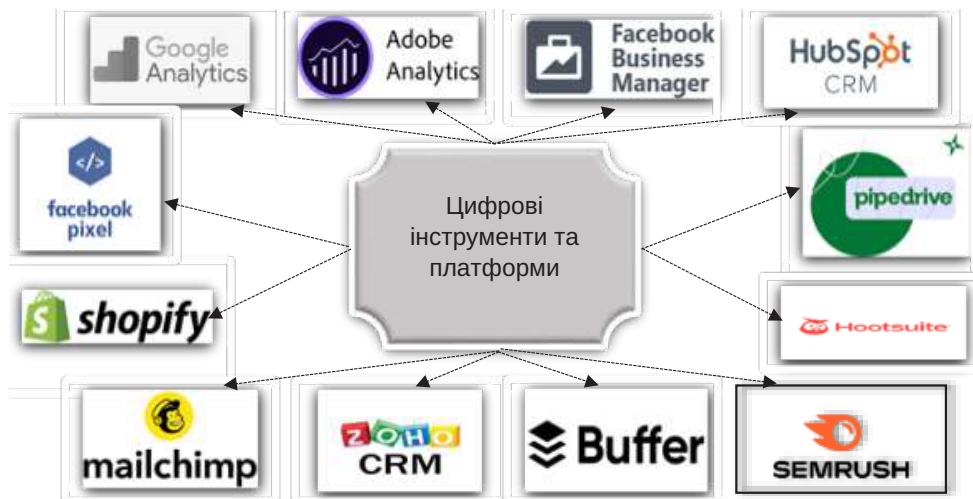 Google
Analytics
Adobe
Analytics
Facebook
Business
Manager
HubSpot
CRM
</>
facebook
pixel
Цифрові
інструменти та
платформи
pipedrive
shopify
Hootsuite
mailchimp
ZOHO
CRM
Buffer
SEMRUSH